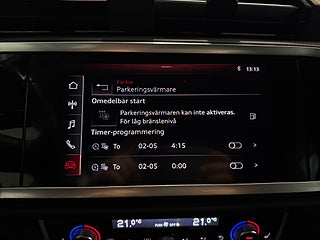 13:13
Fordon
Parkeringsvärmare
Omedelbar start
Parkeringsvärmaren kan inte aktiveras.
För låg bränslenivå
Timer-programmering
To 02-05 4:15
To 02-05 0:00
21.0°C 21.0°C